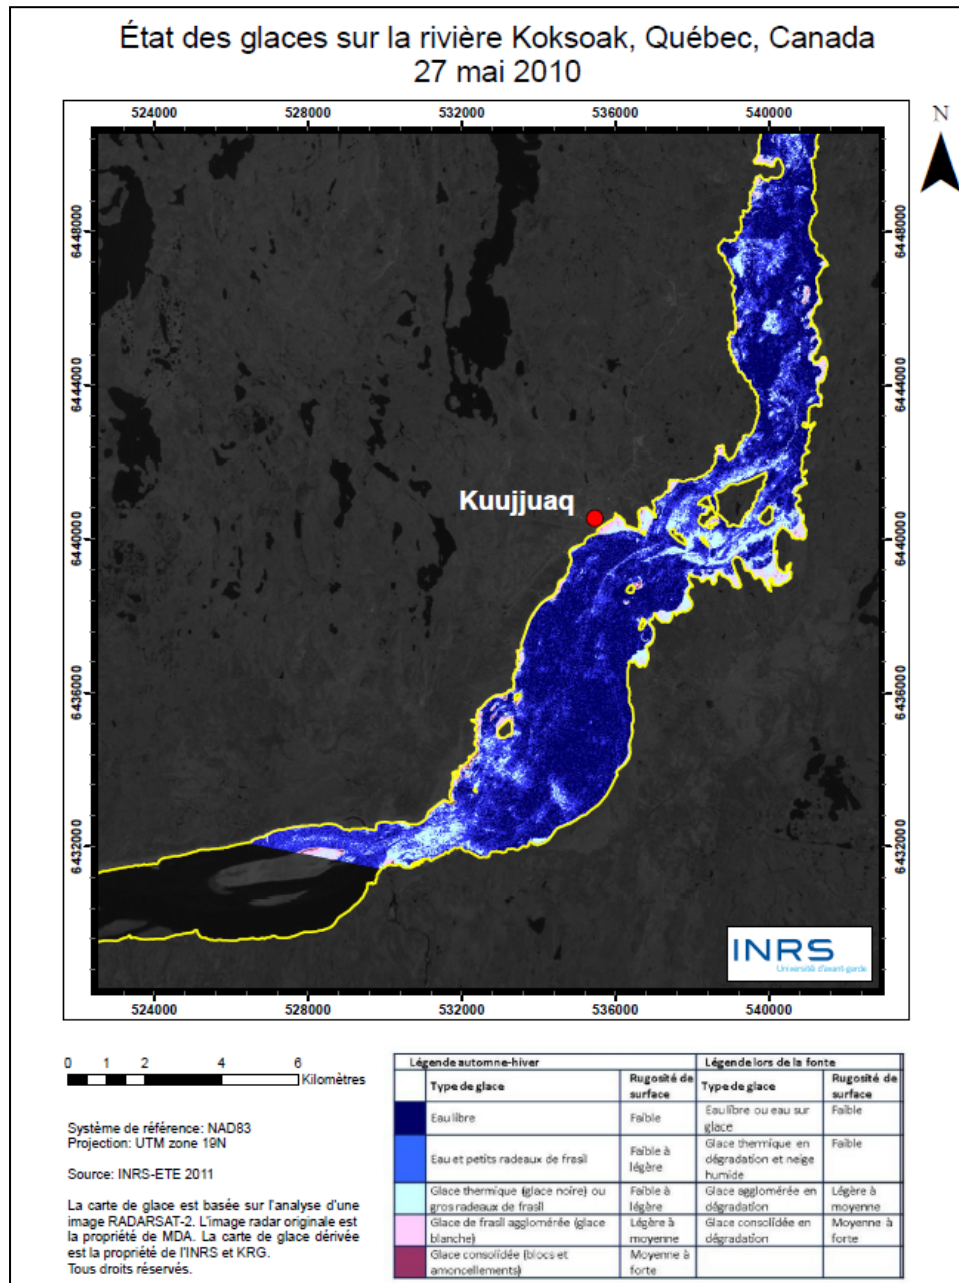 État des glaces sur la rivière Koksoak, Québec, Canada
27 mai 2010
524000 528000 532000 536000 540000
N
6448000 6448000
6444000 6444000
Kuujjuaq
6440000 6440000
6436000 6436000
6432000 6432000
INRS
Université d'avant-garde
524000 528000 532000 536000 540000
0 1 2 4 6
Kilomètres
Système de référence: NAD83
Projection: UTM zone 19N
Source: INRS-ETE 2011
La carte de glace est basée sur l'analyse d'une
image RADARSAT-2. L'image radar originale est
la propriété de MDA. La carte de glace dérivée
est la propriété de l'INRS et KRG.
Tous droits réservés.
Légende automne-hiver Légende lors de la fonte
Type de glace Rugosité de surface Type de glace Rugosité de surface
Eau libre Faible Eau libre ou eau sur glace Faible
Eau et petits radeaux de frasil Faible à légère Glace thermique en dégradation et neige humide Faible
Glace thermique (glace noire) ou gros radeaux de frasil Faible à légère Glace agglomérée en dégradation Légère à moyenne
Glace de frasil agglomérée (glace blanche) Légère à moyenne Glace consolidée en dégradation Moyenne à forte
Glace consolidée (blocs et amoncellements) Moyenne à forte